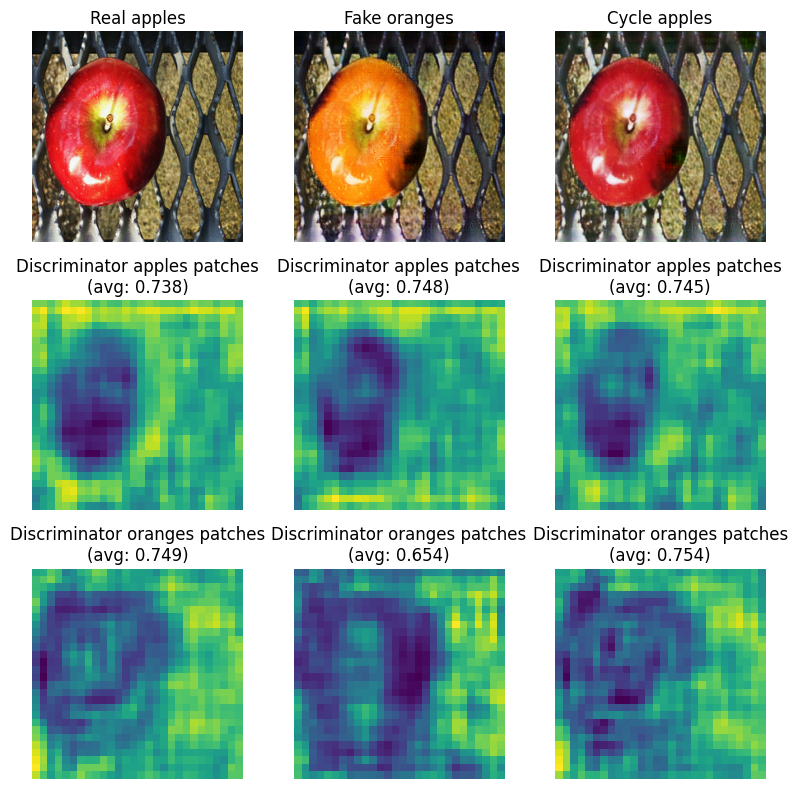 Real apples
Fake oranges
Cycle apples
Discriminator apples patches
(avg: 0.738)
Discriminator apples patches
(avg: 0.748)
Discriminator apples patches
(avg: 0.745)
Discriminator oranges patches
(avg: 0.749)
Discriminator oranges patches
(avg: 0.654)
Discriminator oranges patches
(avg: 0.754)